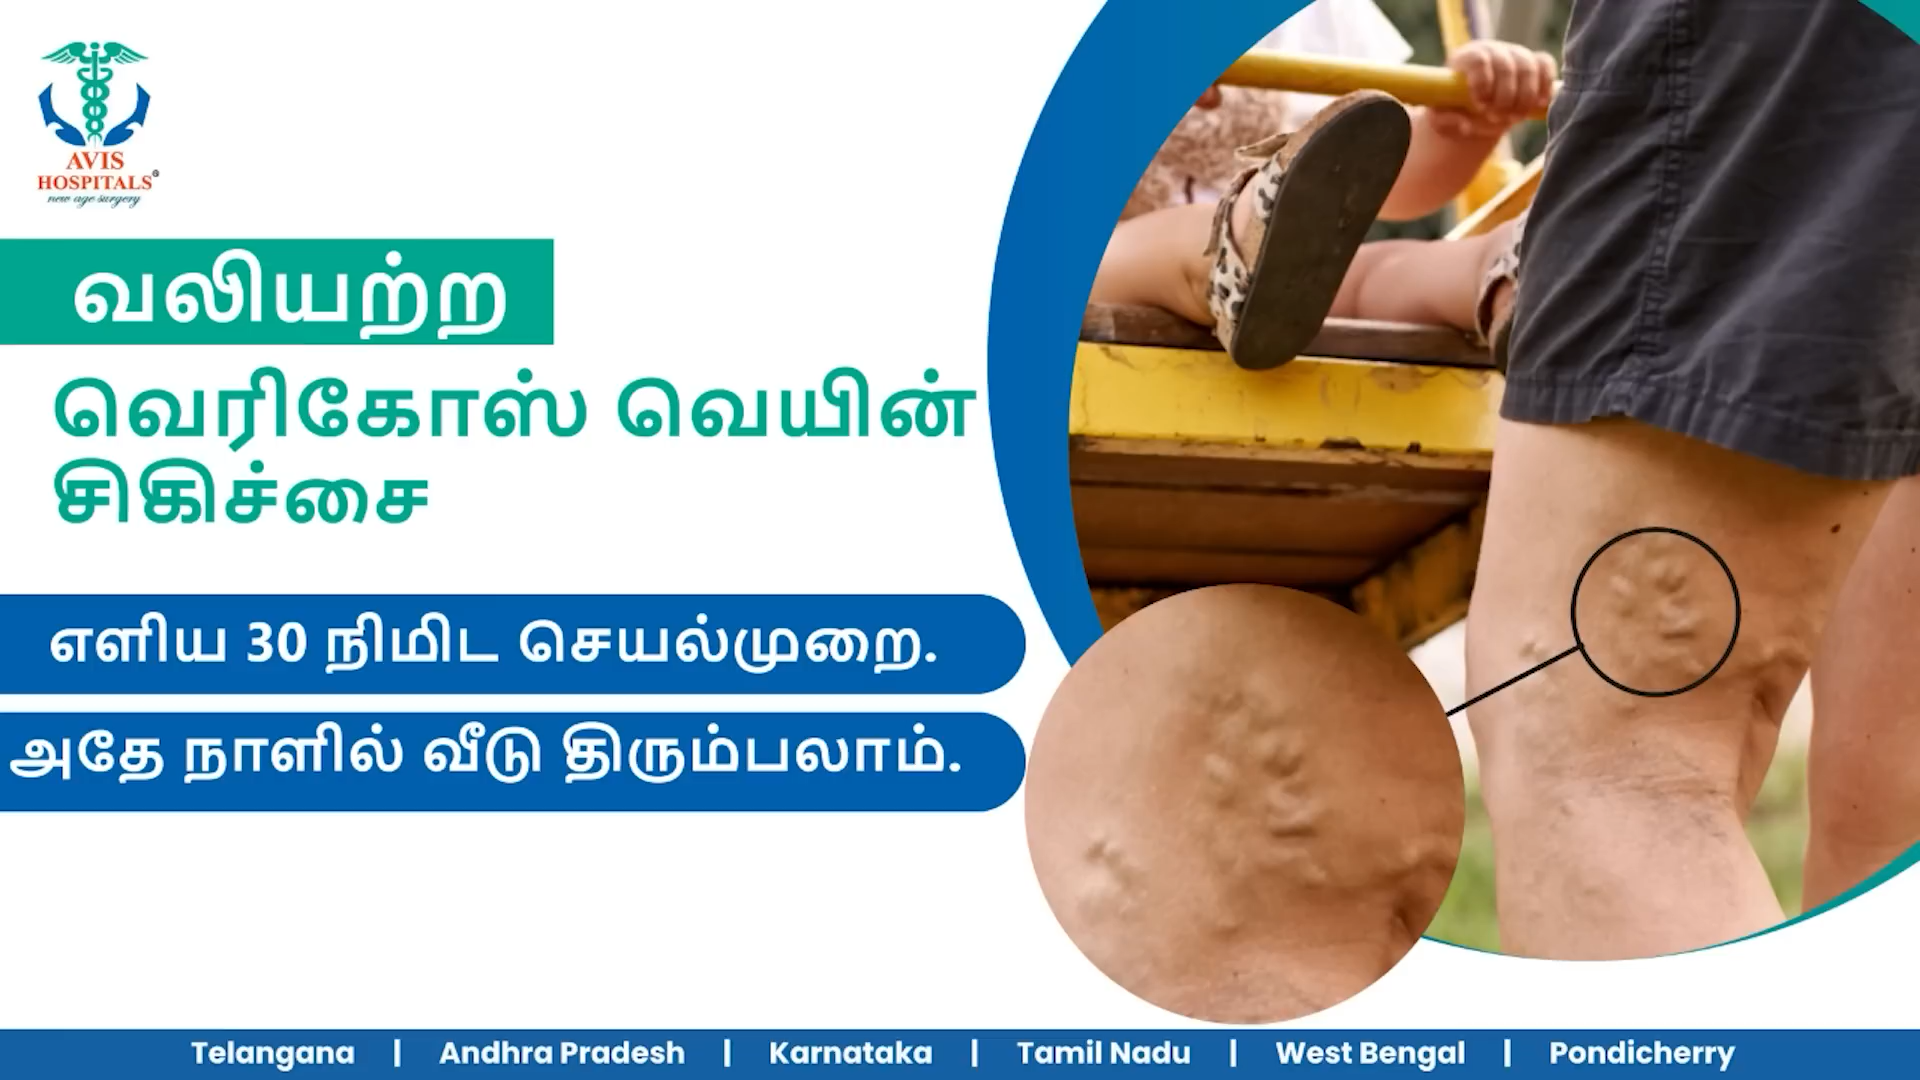 AVIS
HOSPITALS®
new age surgery
வலியற்ற
வெரிகோஸ் வெயின்
சிகிச்சை
எளிய 30 நிமிட செயல்முறை.
அதே நாளில் வீடு திரும்பலாம்.
Telangana | Andhra Pradesh | Karnataka | Tamil Nadu | West Bengal | Pondicherry